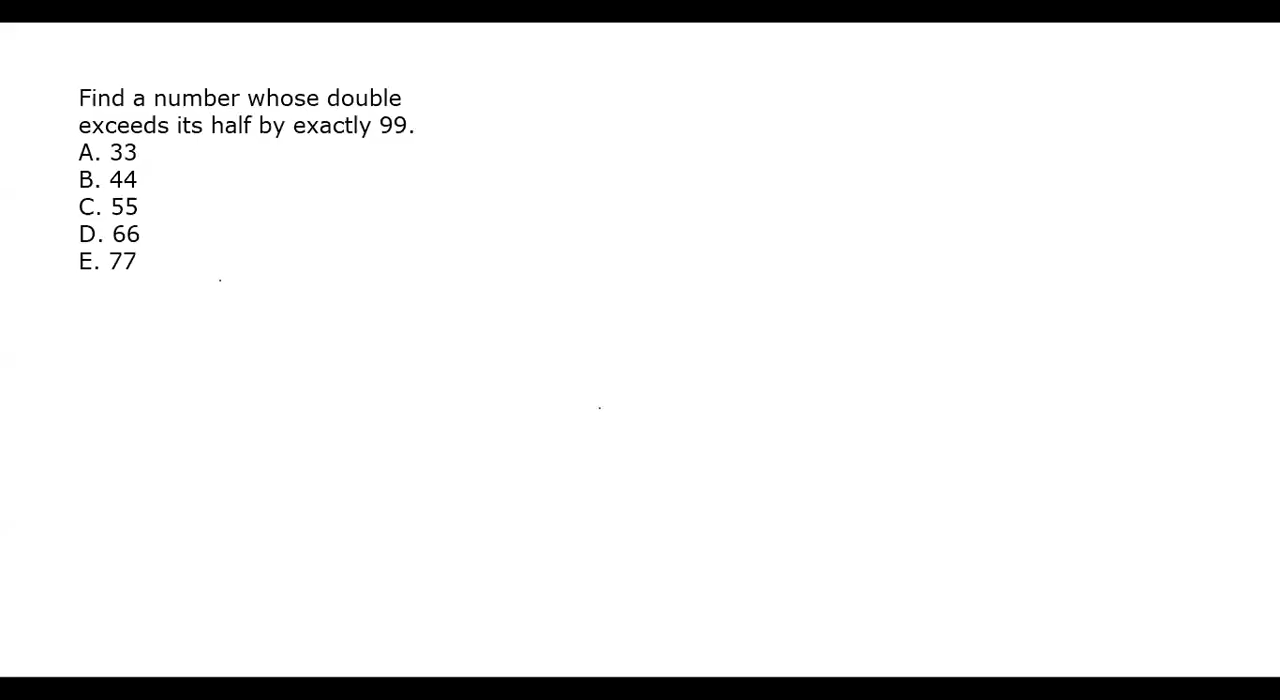 Find a number whose double
exceeds its half by exactly 99.
A. 33
B. 44
C. 55
D. 66
E. 77